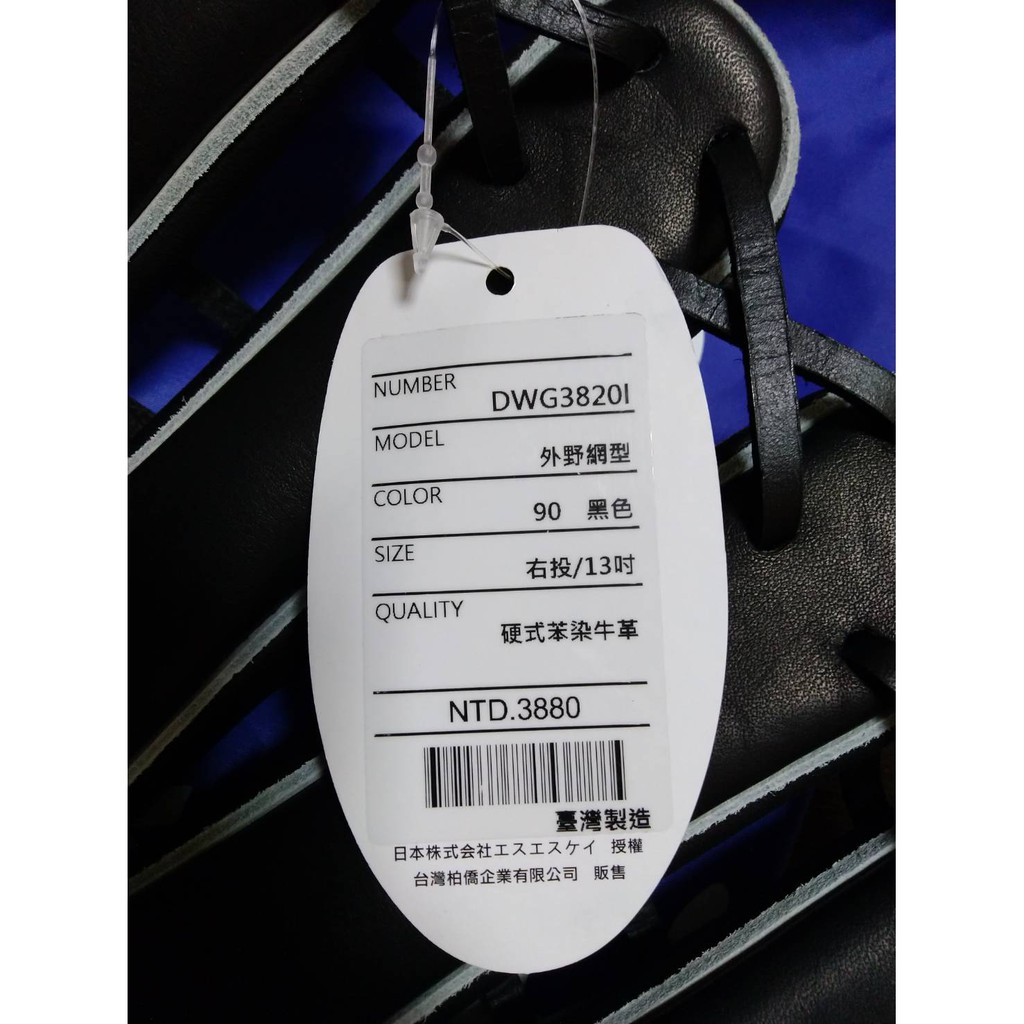 NUMBER
DWG3820I
MODEL
外野網型
COLOR
90 黑色
SIZE
右投/13吋
QUALITY
硬式苯染牛革
NTD.3880
臺灣製造
日本株式会社エスエスケイ 授權
台灣柏僑企業有限公司 販售